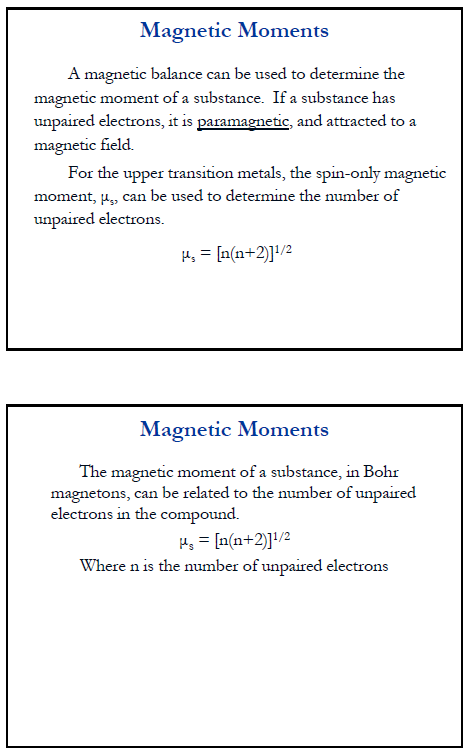 Magnetic Moments
A magnetic balance can be used to determine the
magnetic moment of a substance. If a substance has
unpaired electrons, it is paramagnetic, and attracted to a
magnetic field.
For the upper transition metals, the spin-only magnetic
moment, μₛ, can be used to determine the number of
unpaired electrons.
μₛ = [n(n+2)]¹/²
Magnetic Moments
The magnetic moment of a substance, in Bohr
magnetons, can be related to the number of unpaired
electrons in the compound.
μₛ = [n(n+2)]¹/²
Where n is the number of unpaired electrons